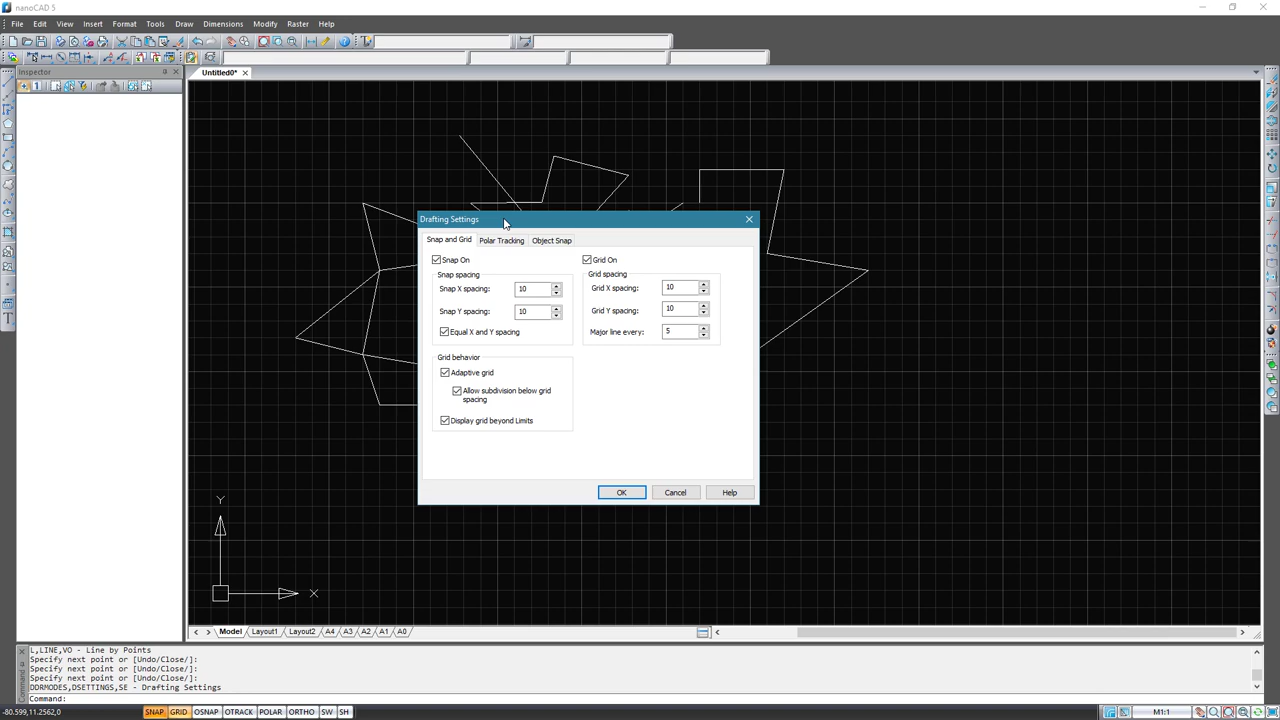 nanoCAD 5
File Edit View Insert Format Tools Draw Dimensions Modify Raster Help
Inspector
Untitled0*
Drafting Settings
Snap and Grid Polar Tracking Object Snap
Snap On Grid On
Snap spacing Grid spacing
Snap X spacing: 10 Grid X spacing: 10
Snap Y spacing: 10 Grid Y spacing: 10
Equal X and Y spacing Major line every: 5
Grid behavior
Adaptive grid
Allow subdivision below grid
spacing
Display grid beyond Limits
OK Cancel Help
Y
X
Model Layout1 Layout2 A4 A3 A2 A1 A0
L,LINE,VO - Line by Points
Specify next point or [Undo/Close/]:
Specify next point or [Undo/Close/]:
Specify next point or [Undo/Close/]:
DDRMODES,DSETTINGS,SE - Drafting Settings
Command:
Command
-80.599,11.2562,0 SNAP GRID OSNAP OTRACK POLAR ORTHO SW SH M1:1